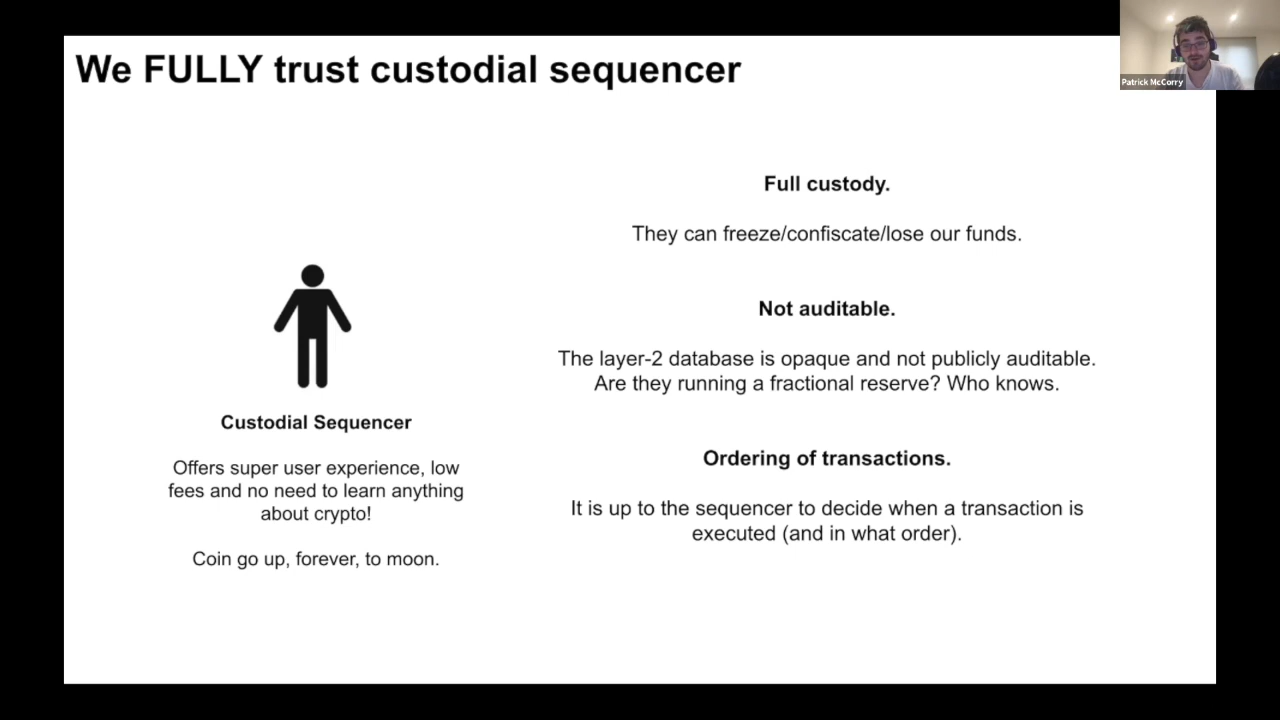 We FULLY trust custodial sequencer
Patrick McCorry
Full custody.
They can freeze/confiscate/lose our funds.
Not auditable.
The layer-2 database is opaque and not publicly auditable.
Are they running a fractional reserve? Who knows.
Ordering of transactions.
It is up to the sequencer to decide when a transaction is
executed (and in what order).
Custodial Sequencer
Offers super user experience, low
fees and no need to learn anything
about crypto!
Coin go up, forever, to moon.